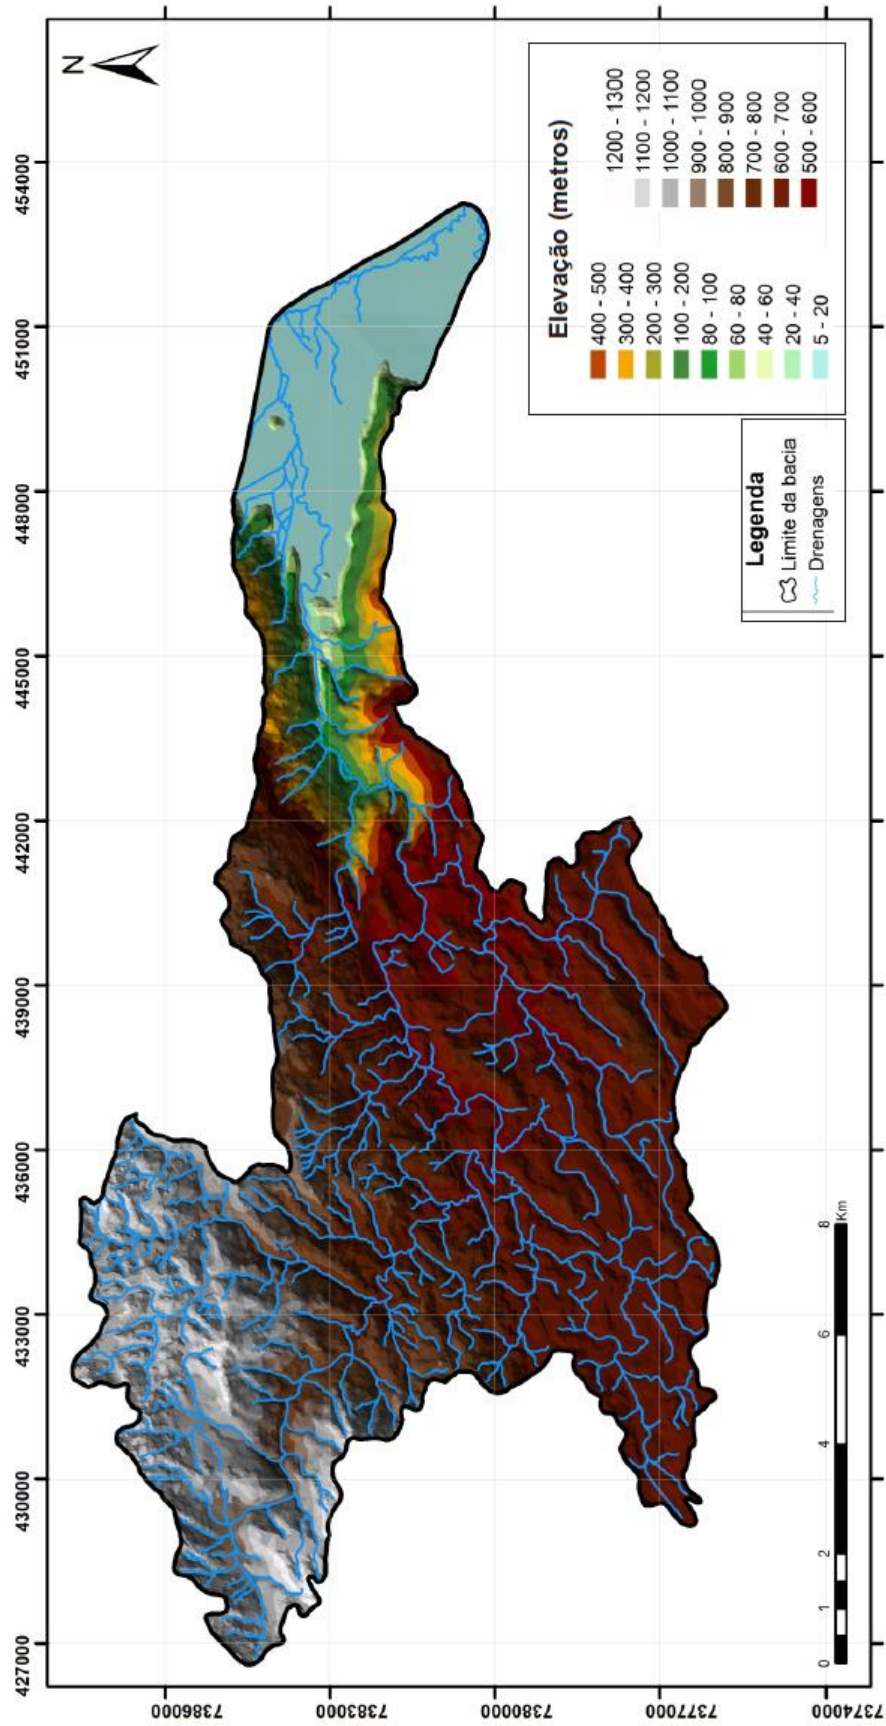 N
427000
430000
433000
436000
439000
442000
445000
448000
451000
454000
7386000
7383000
7380000
7377000
7374000
Elevação (metros)
400 - 500
300 - 400
200 - 300
100 - 200
80 - 100
60 - 80
40 - 60
20 - 40
5 - 20
1200 - 1300
1100 - 1200
1000 - 1100
900 - 1000
800 - 900
700 - 800
600 - 700
500 - 600
Legenda
Limite da bacia
Drenagens
0 1 2 4 6 8
Km